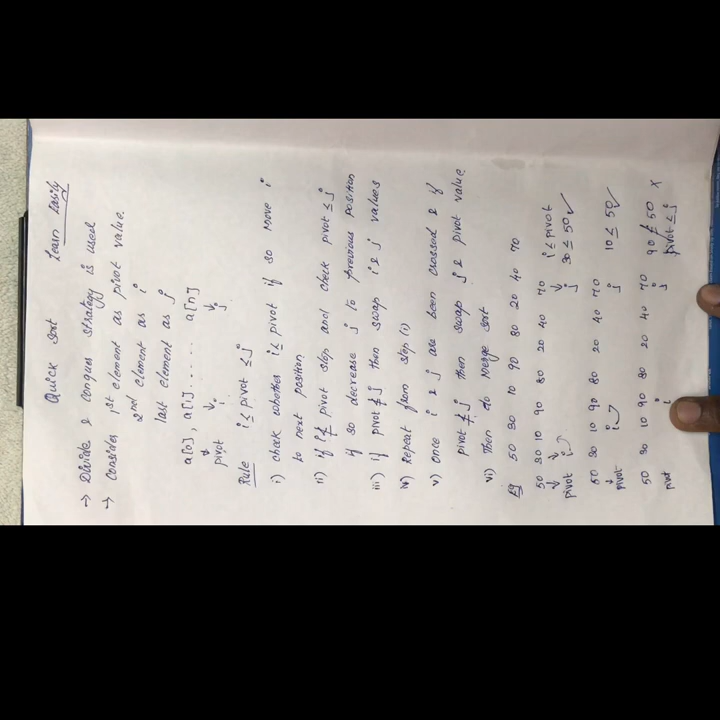 Quick Sort Learn Easily
→ Divide & conquer strategy is used
→ Consider 1st element as pivot value.
2nd element as i
last element as j
a[0], a[1]. ..... a[n]
↓ ↓ ↓
pivot i j
Rule i ≤ pivot ≤ j
i) check whether i ≤ pivot if so move i
to next position
ii) If i ≰ pivot stop and check pivot ≤ j
if so decrease j to previous position
iii) if pivot ≰ j then swap i & j values
iv) Repeat from step (i)
v) once i & j are been crossed & if
pivot ≰ j then swap j & pivot value
vi) Then do Merge sort
Eg 50 30 10 90 80 20 40 70
50 30 10 90 80 20 40 70 i ≤ pivot
↓ ↓ ↓ 30 ≤ 50 ✓
pivot i j
50 30 10 90 80 20 40 70 10 ≤ 50 ✓
↓ i j
pivot
50 30 10 90 80 20 40 70 90 ≰ 50 ×
pivot i j pivot ≤ j